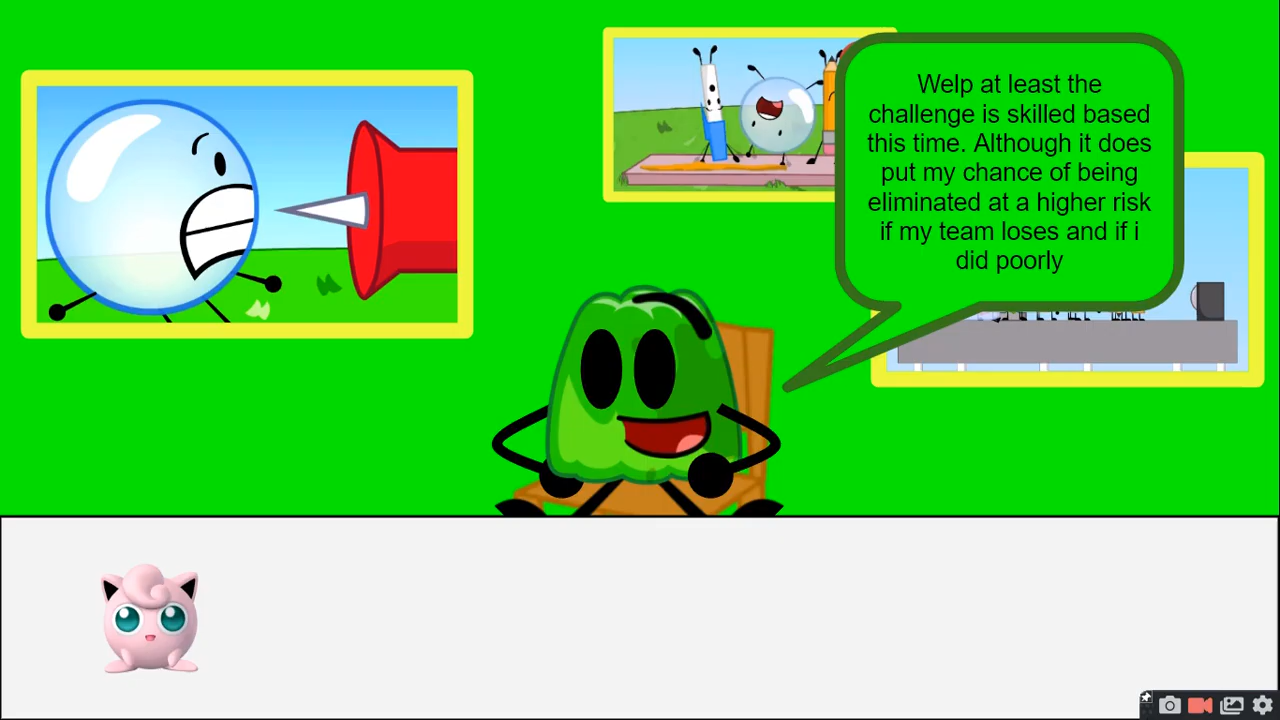 Welp at least the
challenge is skilled based
this time. Although it does
put my chance of being
eliminated at a higher risk
if my team loses and if i
did poorly